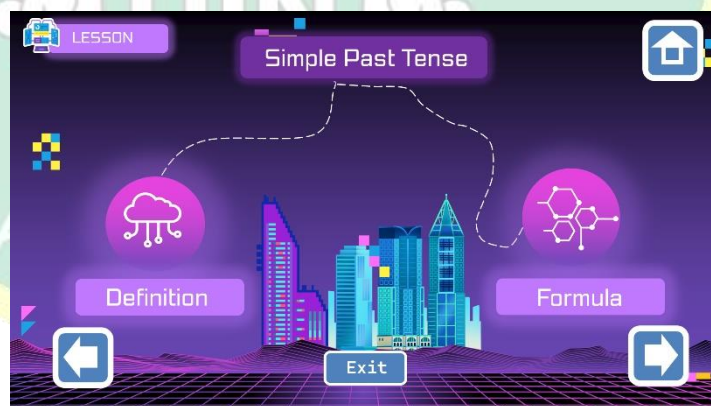 LESSON
Simple Past Tense
Definition
Formula
Exit